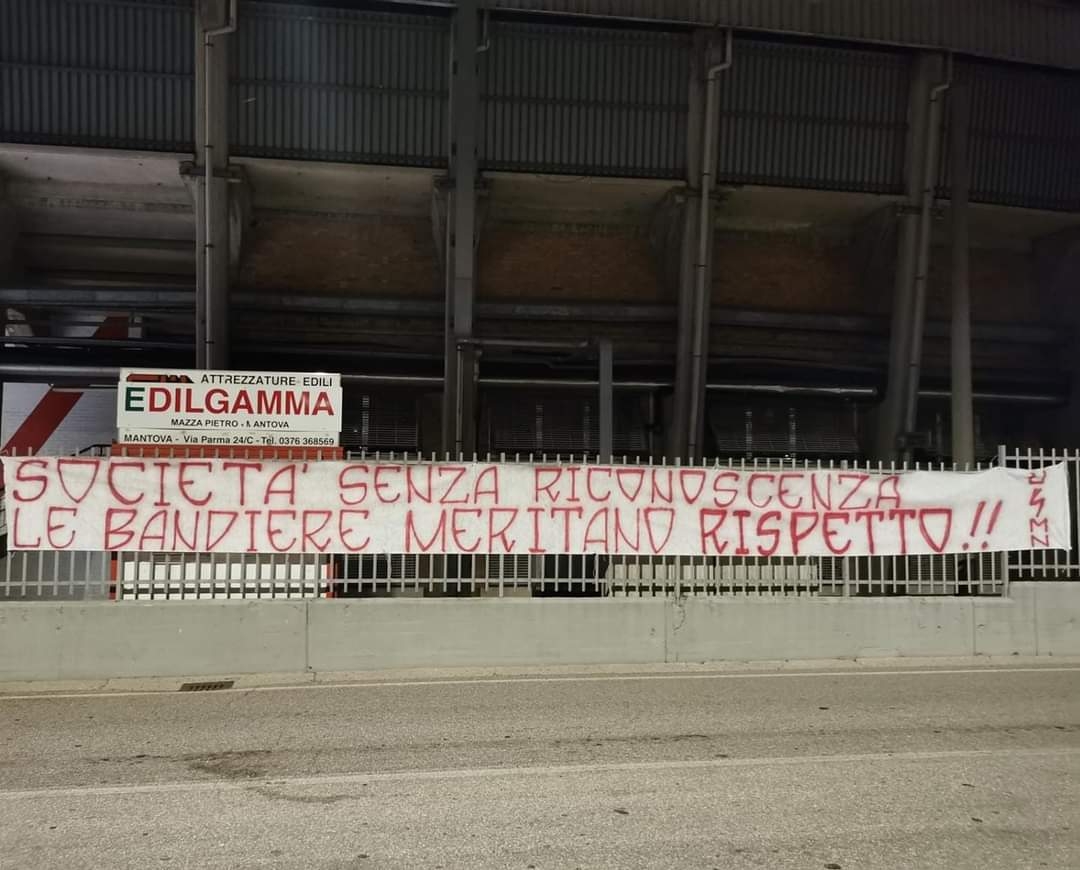 ATTREZZATURE EDILI
EDILGAMMA
MAZZA PIETRO MANTOVA
MANTOVA - Via Parma 24/C - Tel. 0376 368569
SOCIETA' SENZA RICONOSCENZA
LE BANDIERE MERITANO RISPETTO!!